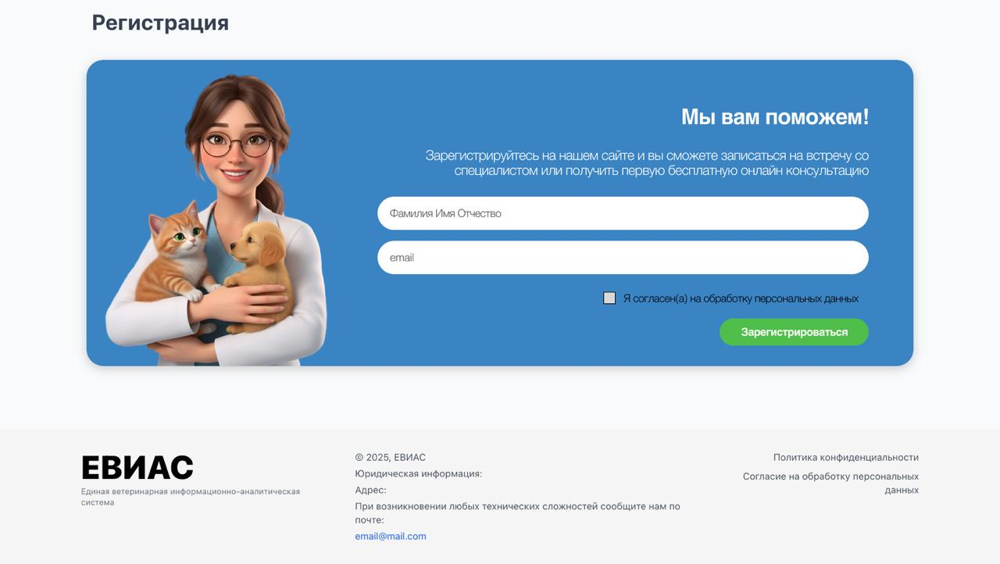 Регистрация
Мы вам поможем!
Зарегистрируйтесь на нашем сайте и вы сможете записаться на встречу со
специалистом или получить первую бесплатную онлайн консультацию
Фамилия Имя Отчество
email
Я согласен(а) на обработку персональных данных
Зарегистрироваться
ЕВИАС
Единая ветеринарная информационно-аналитическая
система
© 2025, ЕВИАС
Юридическая информация:
Адрес:
При возникновении любых технических сложностей сообщите нам по
почте:
email@mail.com
Политика конфиденциальности
Согласие на обработку персональных
данных